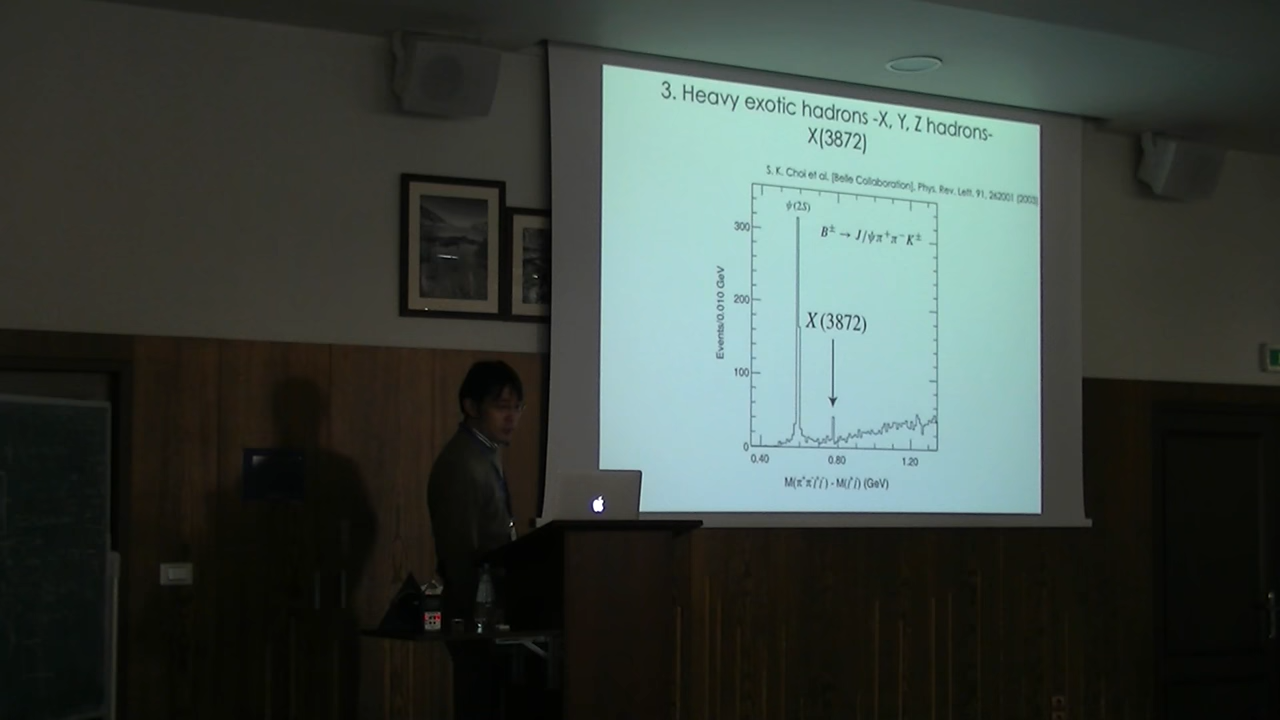 3. Heavy exotic hadrons -X, Y, Z hadrons-
X(3872)
S. K. Choi et al. [Belle Collaboration], Phys. Rev. Lett. 91, 262001 (2003)
ψ(2S)
B± → J/ψπ+π−K±
X(3872)
Events/0.010 GeV
300
200
100
0
0.40 0.80 1.20
M(π+π-l+l-) - M(l+l-) (GeV)